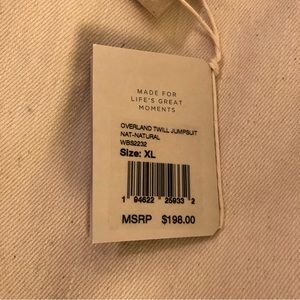 MADE FOR
LIFE'S GREAT
MOMENTS
OVERLAND TWILL JUMPSUIT
NAT-NATURAL
WBS2232
Size: XL
1 94622 25933 2
MSRP $198.00